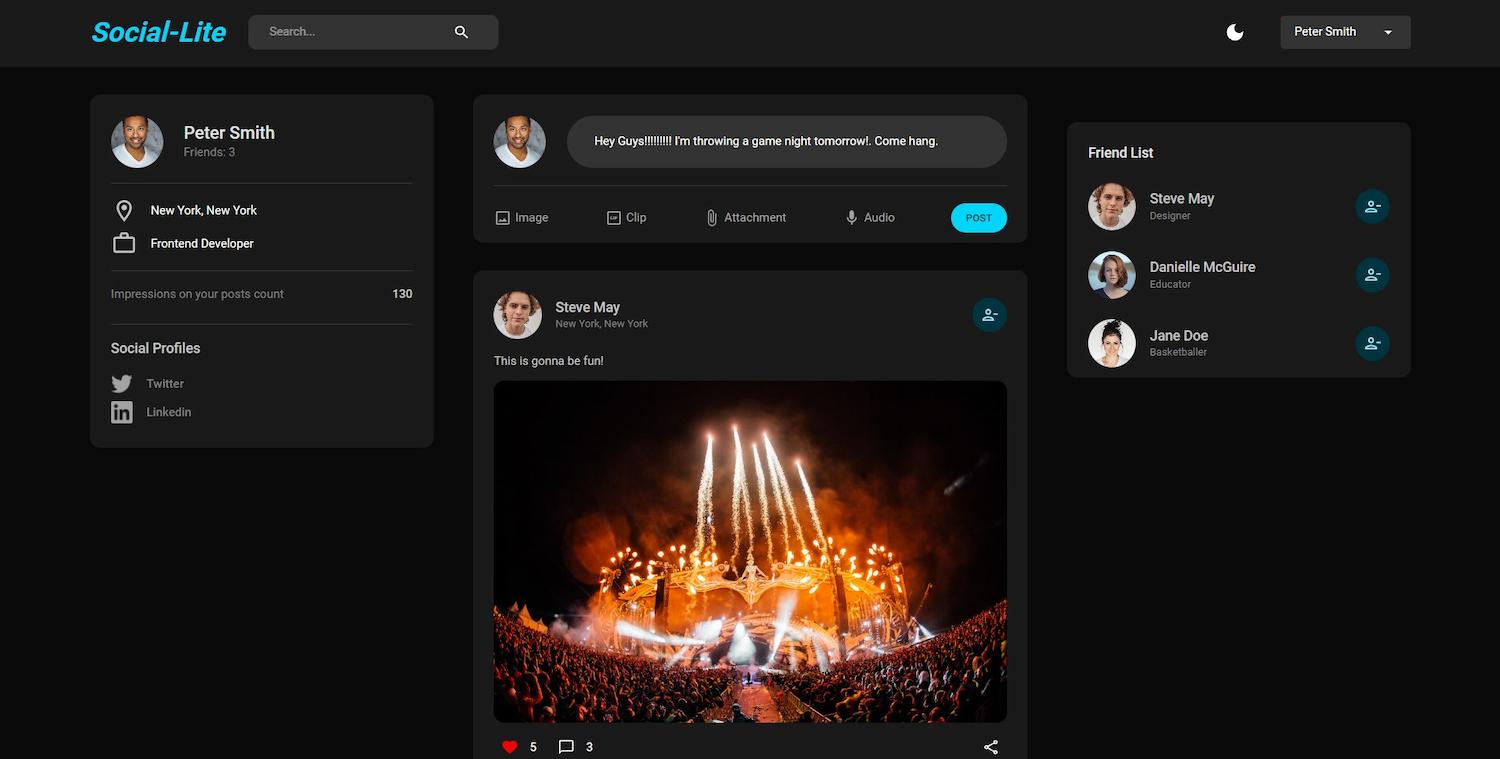 Social-Lite
Search...
Peter Smith
Peter Smith
Friends: 3
New York, New York
Frontend Developer
Impressions on your posts count 130
Social Profiles
Twitter
Linkedin
Hey Guys!!!!!!!!! I'm throwing a game night tomorrow!. Come hang.
Image
GIF
Clip
Attachment
Audio
POST
Steve May
New York, New York
This is gonna be fun!
5
3
Friend List
Steve May
Designer
Danielle McGuire
Educator
Jane Doe
Basketballer